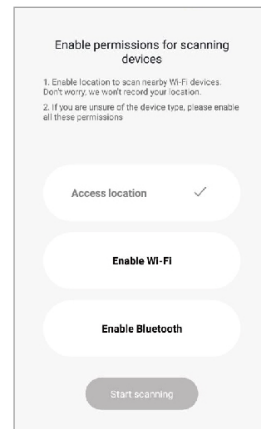 Enable permissions for scanning
devices
1. Enable location to scan nearby Wi-Fi devices.
Don't worry, we won't record your location.
2. If you are unsure of the device type, please enable
all these permissions
Access location
Enable Wi-Fi
Enable Bluetooth
Start scanning